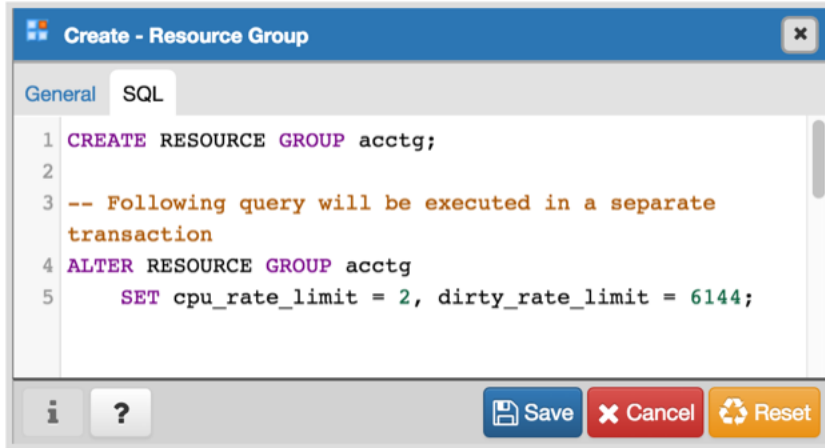 Create - Resource Group
General SQL
1 CREATE RESOURCE GROUP acctg;
2
3 -- Following query will be executed in a separate
transaction
4 ALTER RESOURCE GROUP acctg
5 SET cpu_rate_limit = 2, dirty_rate_limit = 6144;
i ? Save Cancel Reset